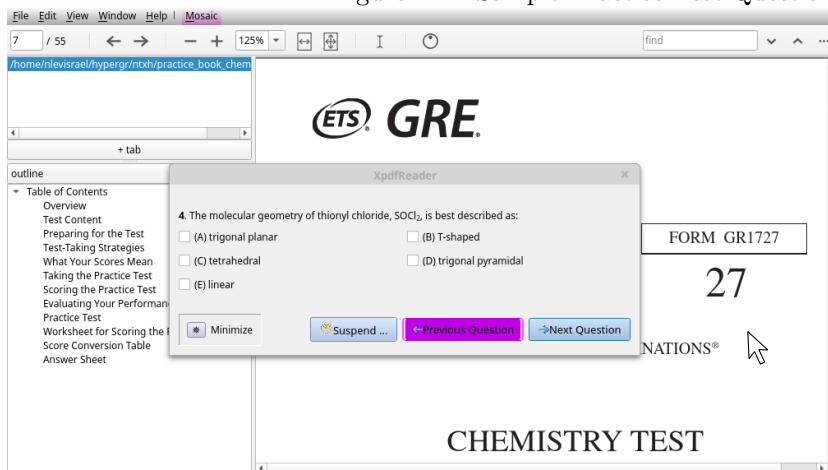 File Edit View Window Help Mosaic
7 / 55 125% find
/home/nlevisrael/hypergr/ntxh/practice_book_chem
+ tab
outline
Table of Contents
Overview
Test Content
Preparing for the Test
Test-Taking Strategies
What Your Scores Mean
Taking the Practice Test
Scoring the Practice Test
Evaluating Your
Practice Test
Worksheet for Scoring the
Score Conversion Table
Answer Sheet
ETS GRE
XpdfReader
4. The molecular geometry of thionyl chloride, SOCl₂, is best described as:
(A) trigonal planar (B) T-shaped
(C) tetrahedral (D) trigonal pyramidal
(E) linear
Minimize Suspend ... Previous Question Next Question
FORM GR1727
27
NATIONS®
CHEMISTRY TEST